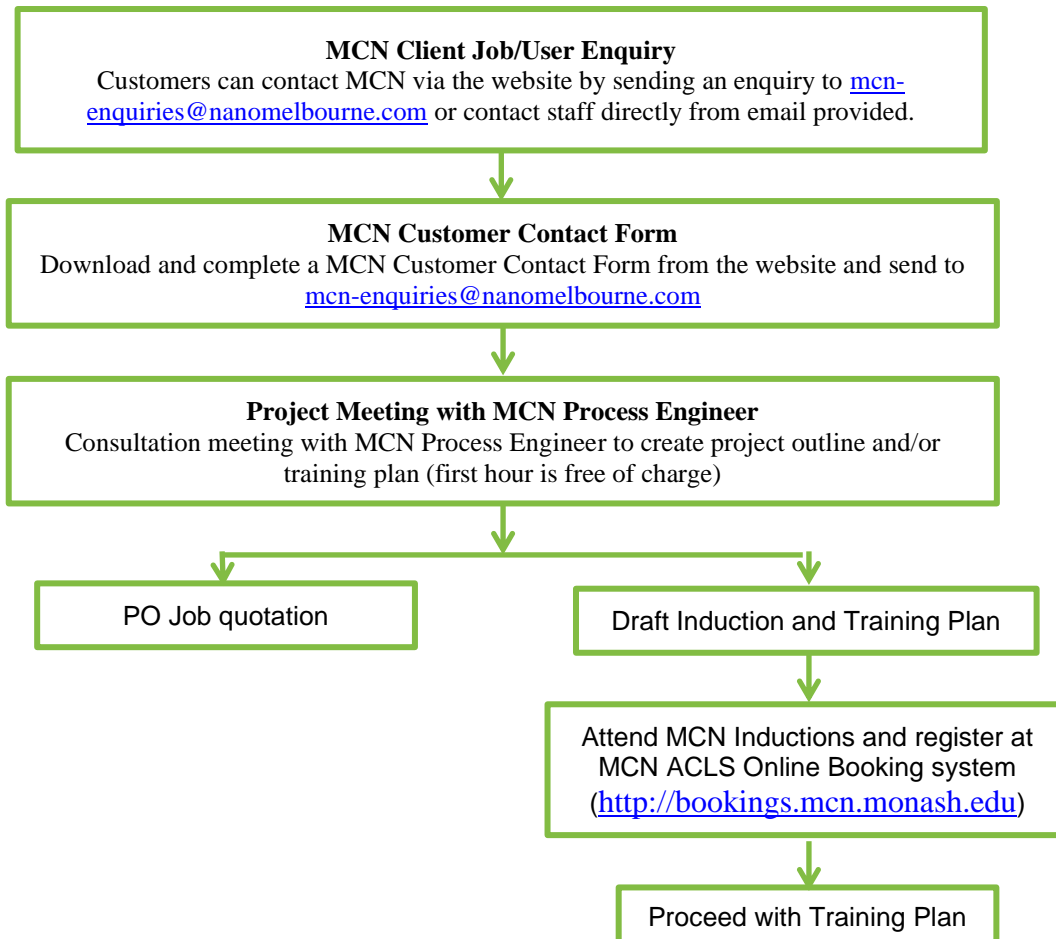 MCN Client Job/User Enquiry
Customers can contact MCN via the website by sending an enquiry to mcn-
enquiries@nanomelbourne.com or contact staff directly from email provided.
MCN Customer Contact Form
Download and complete a MCN Customer Contact Form from the website and send to
mcn-enquiries@nanomelbourne.com
Project Meeting with MCN Process Engineer
Consultation meeting with MCN Process Engineer to create project outline and/or
training plan (first hour is free of charge)
PO Job quotation
Draft Induction and Training Plan
Attend MCN Inductions and register at
MCN ACLS Online Booking system
(http://bookings.mcn.monash.edu)
Proceed with Training Plan